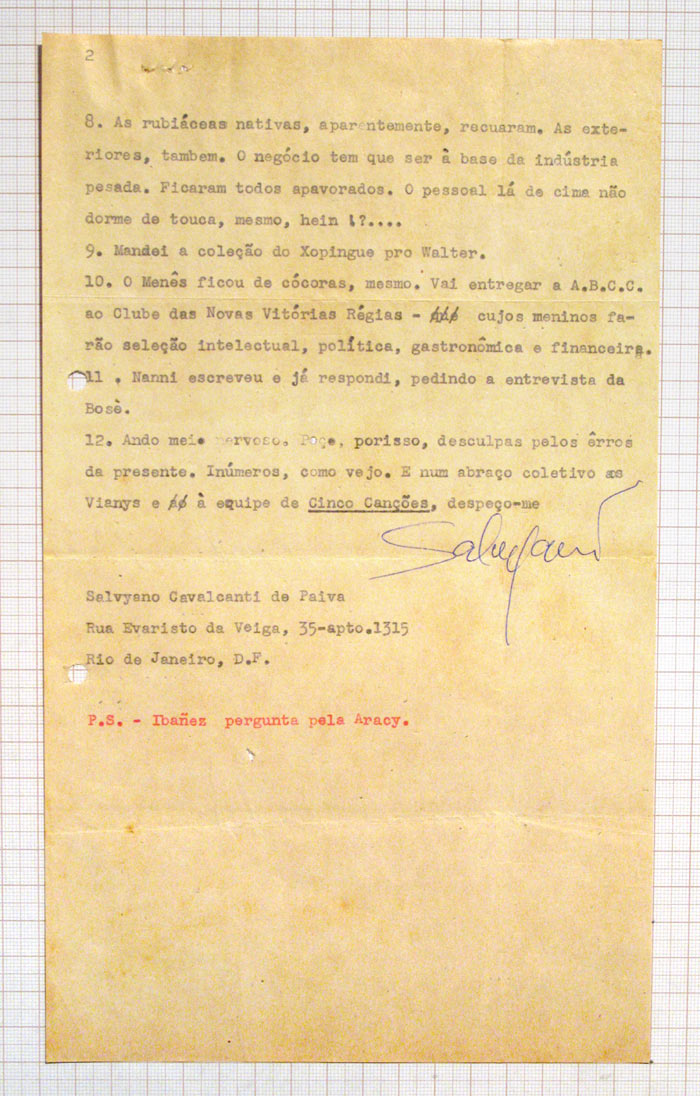 2
8. As rubiáceas nativas, aparentemente, recuaram. As exte-
riores, tambem. O negócio tem que ser à base da indústria
pesada. Ficaram todos apavorados. O pessoal lá de cima não
dorme de touca, mesmo, hein !?....
9. Mandei a coleção do Xopingue pro Walter.
10. O Menês ficou de cócoras, mesmo. Vai entregar a A.B.C.C.
ao Clube das Novas Vitórias Régias - cujos meninos fa-
rão seleção intelectual, política, gastronômica e financeira.
11 . Nanni escreveu e já respondi, pedindo a entrevista da
Bosè.
12. Ando meio nervoso. Peço, porisso, desculpas pelos êrros
da presente. Inúmeros, como vejo. E num abraço coletivo
Vianys e à equipe de Cinco Canções, despeço-me
Salvyano
Salvyano Cavalcanti de Paiva
Rua Evaristo da Veiga, 35-apto.1315
Rio de Janeiro, D.F.
P.S. - Ibañez pergunta pela Aracy.